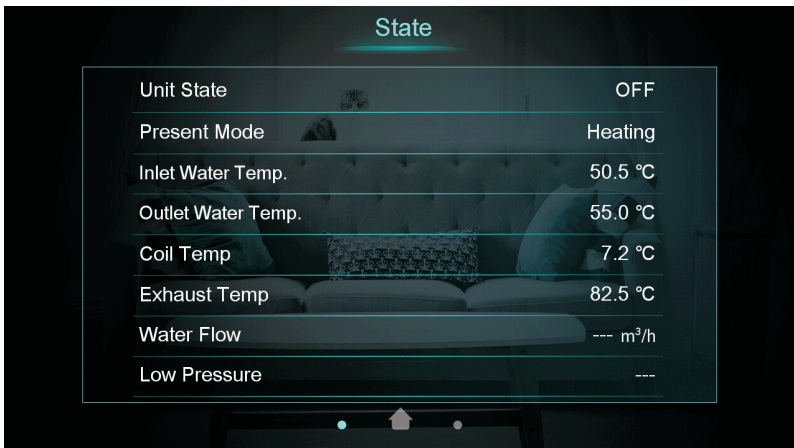 State
Unit State OFF
Present Mode Heating
Inlet Water Temp. 50.5 ℃
Outlet Water Temp. 55.0 ℃
Coil Temp 7.2 ℃
Exhaust Temp 82.5 ℃
Water Flow --- m³/h
Low Pressure ---